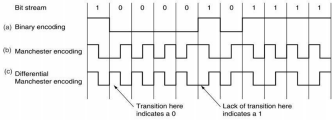 Bit stream 1 0 0 0 0 1 0 1 1 1 1
(a) Binary encoding
(b) Manchester encoding
(c) Differential
Manchester encoding
Transition here
indicates a 0
Lack of transition here
indicates a 1